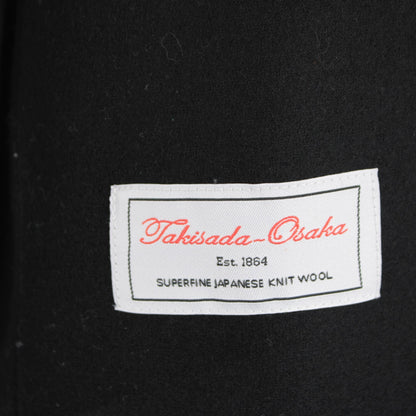 Takisada-Osaka
Est. 1864
SUPERFINE JAPANESE KNIT WOOL